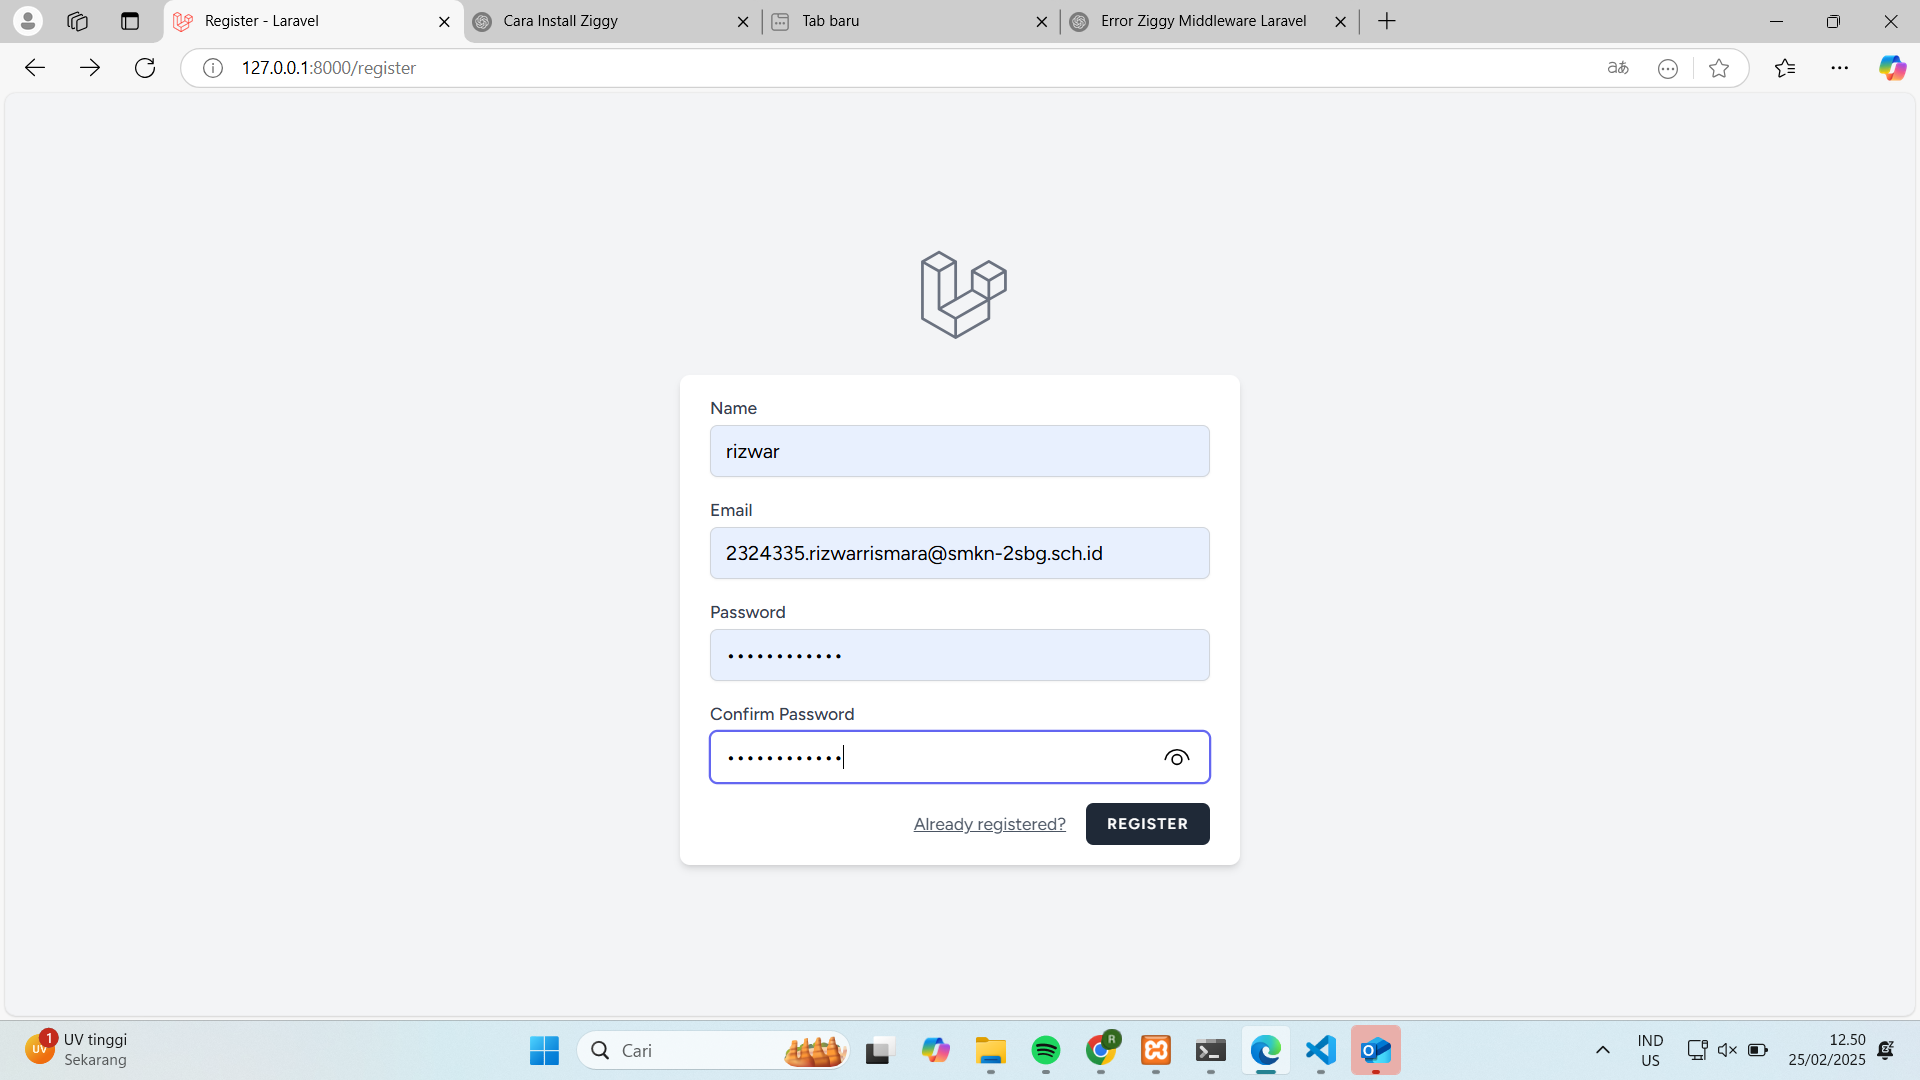 Register - Laravel
Cara Install Ziggy
Tab baru
Error Ziggy Middleware Laravel
127.0.0.1:8000/register
aあ
Name
rizwar
Email
2324335.rizwarrismara@smkn-2sbg.sch.id
Password
••••••••••••
Confirm Password
••••••••••••
Already registered?
REGISTER
UV
1
UV tinggi
Sekarang
Cari
R
IND
US
12.50
25/02/2025